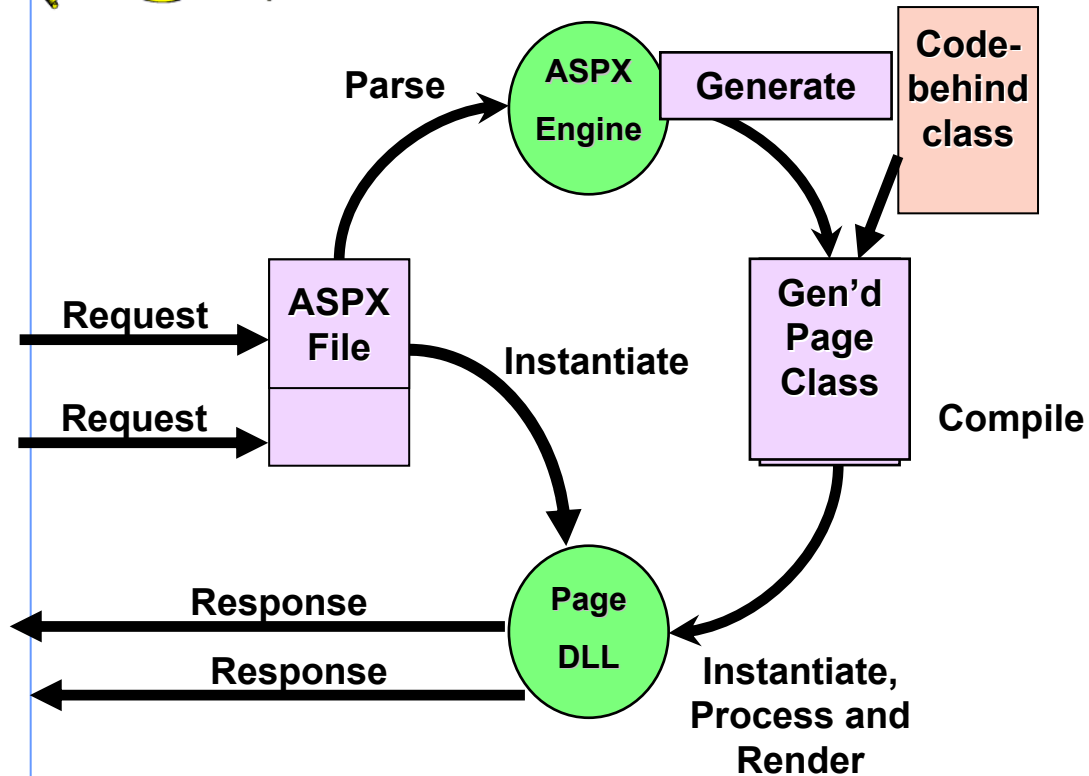 Parse
ASPX
Engine
Generate
Code-
behind
class
Request
Request
ASPX
File
Instantiate
Gen’d
Page
Class
Compile
Response
Response
Page
DLL
Instantiate,
Process and
Render